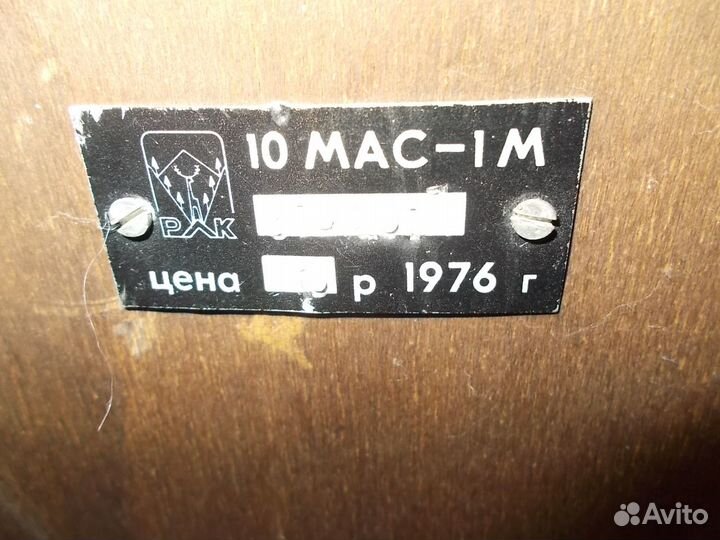 10 МАС-1М
РАК
цена р 1976 г
Avito